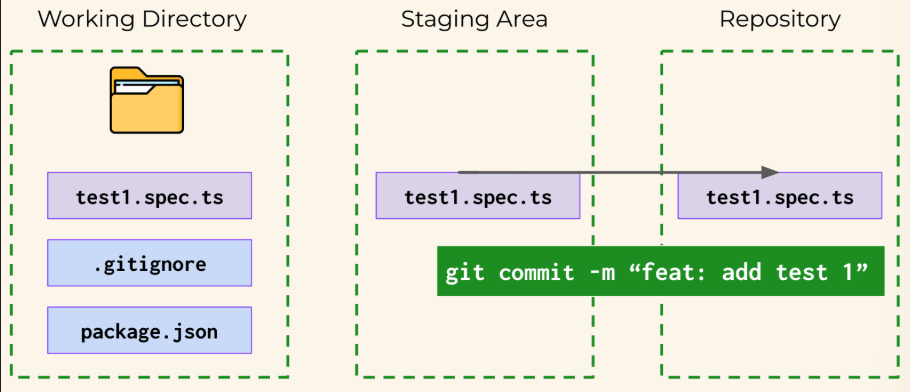 Working Directory
Staging Area
Repository
test1.spec.ts
test1.spec.ts
test1.spec.ts
.gitignore
git commit -m “feat: add test 1”
package.json